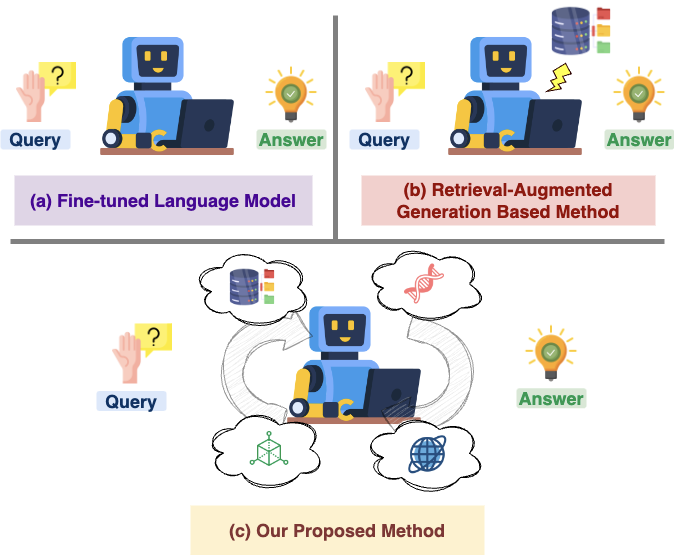 ?
Query
Answer
(a) Fine-tuned Language Model
?
Query
Answer
(b) Retrieval-Augmented
Generation Based Method
?
Query
Answer
(c) Our Proposed Method